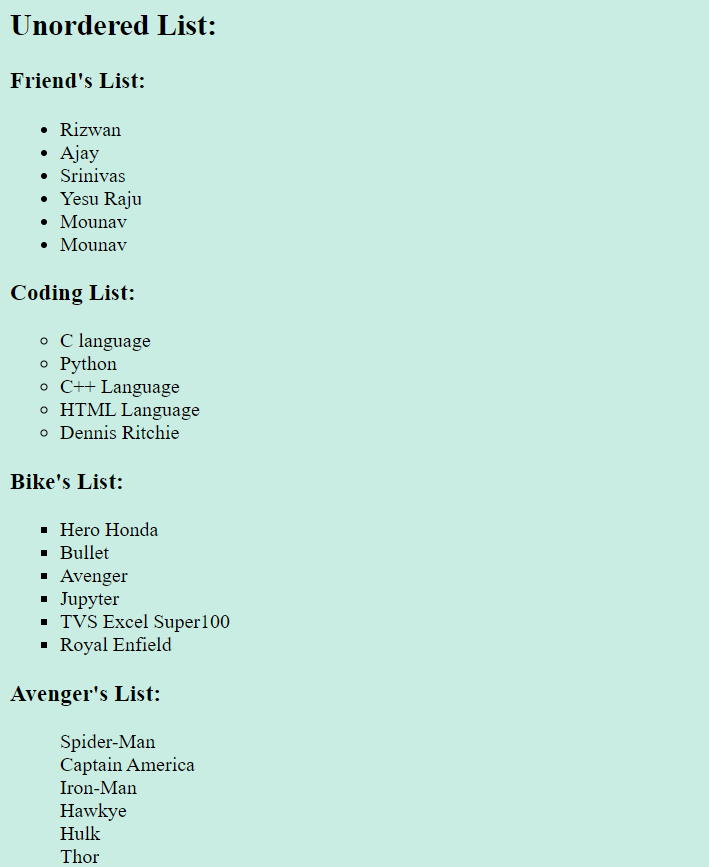 Unordered List:
Friend's List:
Rizwan
Ajay
Srinivas
Yesu Raju
Mounav
Mounav
Coding List:
C language
Python
C++ Language
HTML Language
Dennis Ritchie
Bike's List:
Hero Honda
Bullet
Avenger
Jupyter
TVS Excel Super100
Royal Enfield
Avenger's List:
Spider-Man
Captain America
Iron-Man
Hawkye
Hulk
Thor